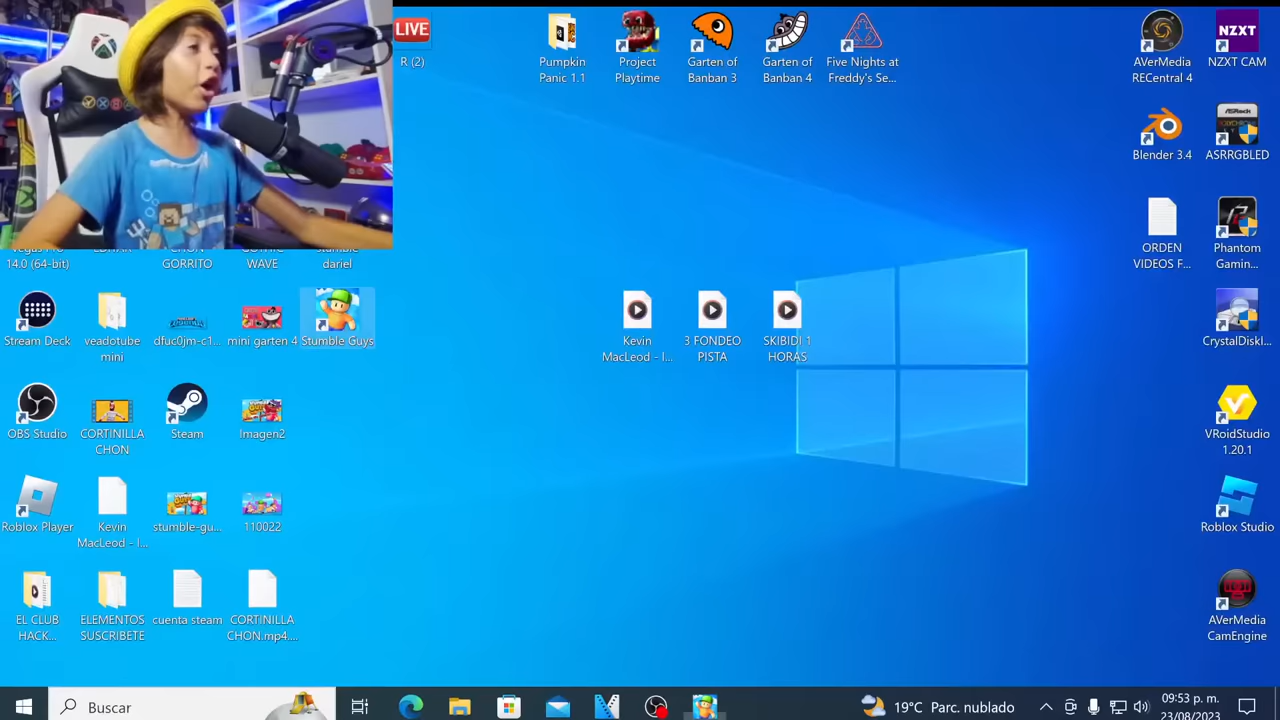 LIVE
R (2)
Pumpkin
Panic 1.1
Project
Playtime
Garten of
Banban 3
Garten of
Banban 4
Five Nights at
Freddy's Se...
AVerMedia
RECentral 4
NZXT
NZXT CAM
Blender 3.4
ASRock
ASRRGBLED
ORDEN
VIDEOS F...
Phantom
Gaming...
14.0 (64-bit)
GORRITO
WAVE
dariel
Stream Deck
veadotube
mini
dfuc0jm-c1...
mini garten 4
Stumble Guys
Kevin
MacLeod - I...
3 FONDEO
PISTA
SKIBIDI 1
HORAS
CrystalDiskI...
OBS Studio
CORTINILLA
CHON
Steam
Imagen2
VRoidStudio
1.20.1
Roblox Player
Kevin
MacLeod - I...
stumble-gu...
110022
Roblox Studio
EL CLUB
HACK...
ELEMENTOS
SUSCRIBETE
cuenta steam
CORTINILLA
CHON.mp4....
AVerMedia
CamEngine
Buscar
19°C Parc. nublado
09:53 p. m.
23/08/2023